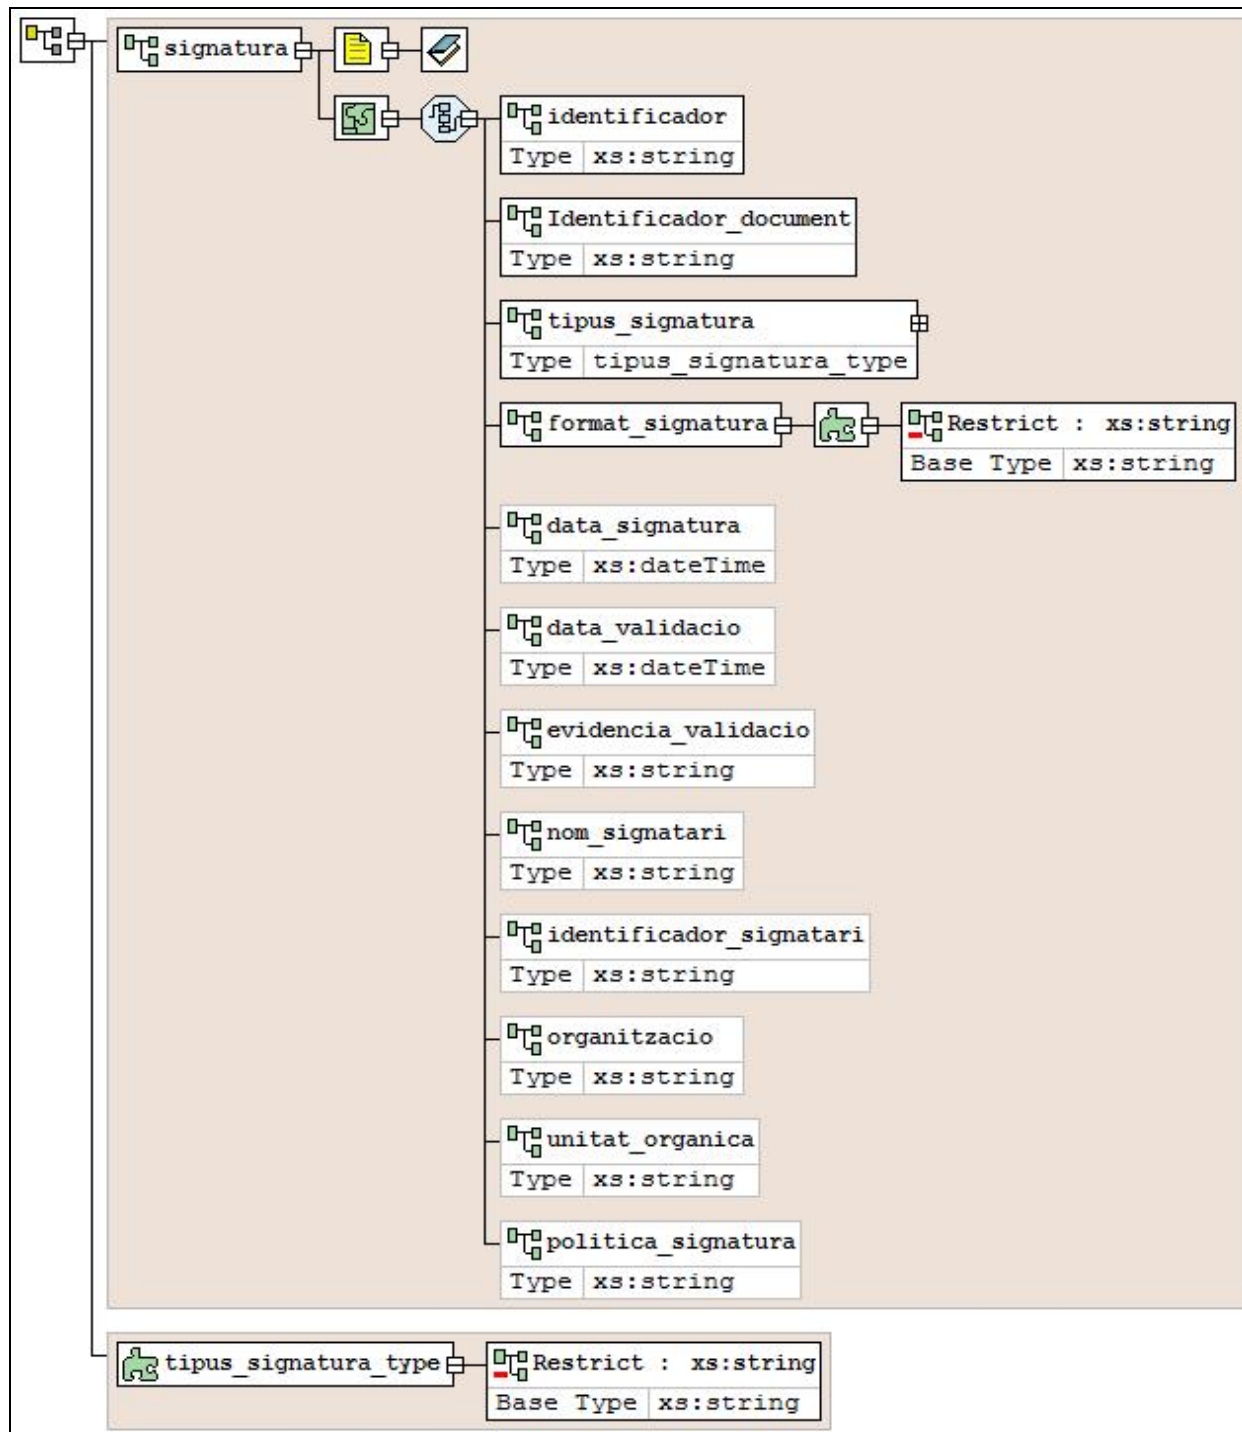 signatura
identificador
Type xs:string
Identificador_document
Type xs:string
tipus_signatura
Type tipus_signatura_type
format_signatura
Restrict : xs:string
Base Type xs:string
data_signatura
Type xs:dateTime
data_validacio
Type xs:dateTime
evidencia_validacio
Type xs:string
nom_signatari
Type xs:string
identificador_signatari
Type xs:string
organitzacio
Type xs:string
unitat_organica
Type xs:string
politica_signatura
Type xs:string
tipus_signatura_type
Restrict : xs:string
Base Type xs:string